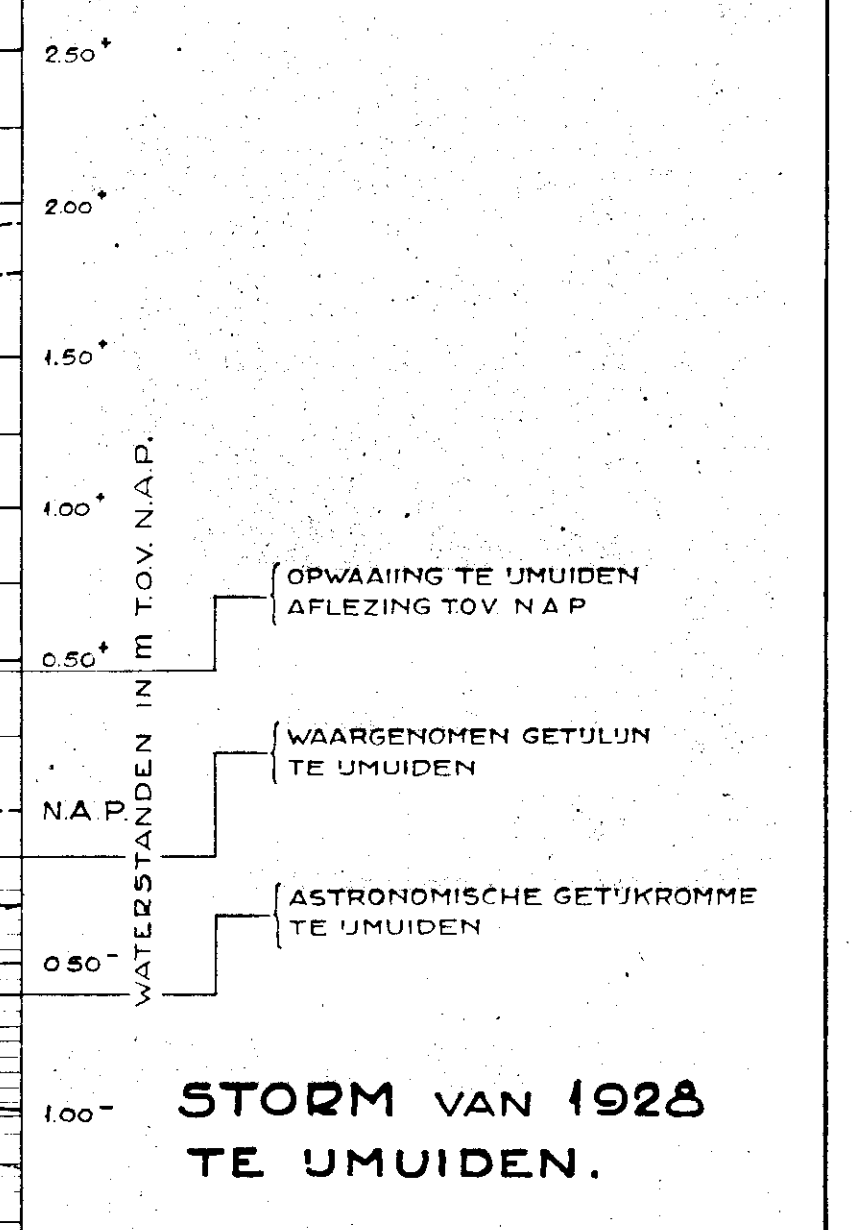 2.50+
2.00+
1.50+
1.00+
0.50+
N.A.P.
0.50-
1.00-
WATERSTANDEN IN m T.O.V. N.A.P.
OPWAAIING TE IJMUIDEN
AFLEZING T.O.V. N A P
WAARGENOMEN GETIJLIJN
TE IJMUIDEN
ASTRONOMISCHE GETIJKROMME
TE IJMUIDEN
STORM VAN 1928
TE IJMUIDEN.